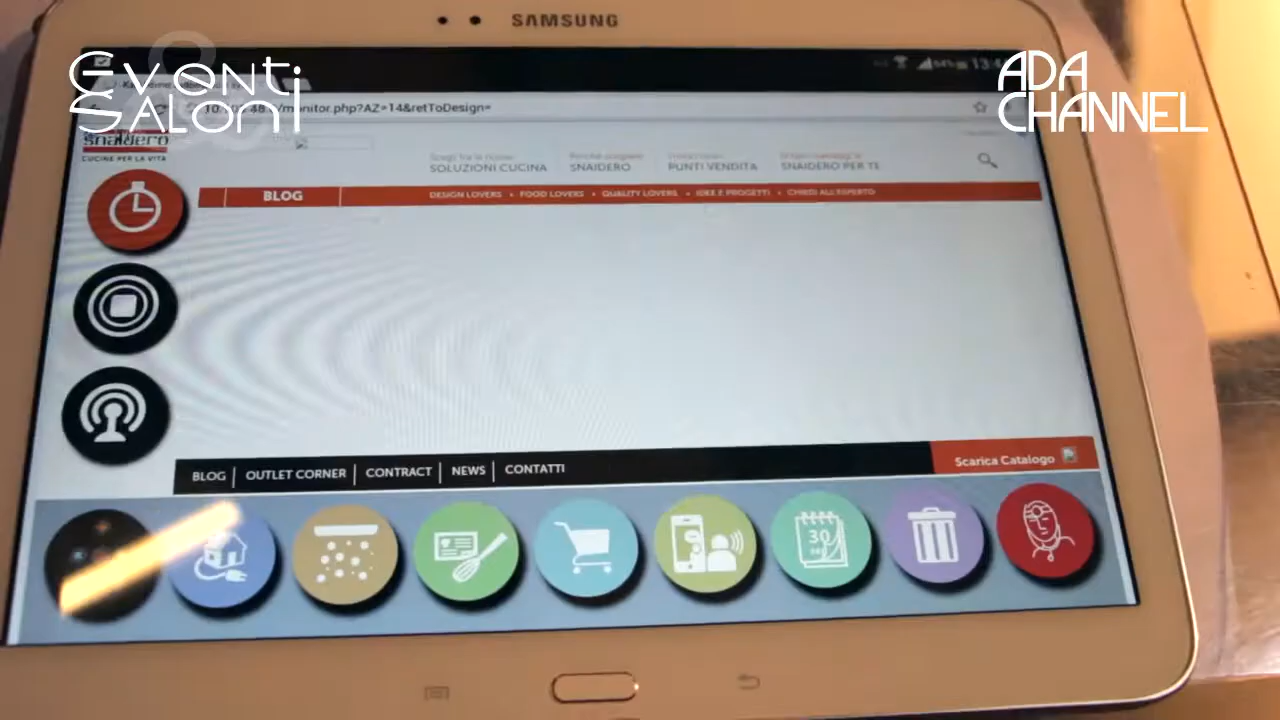 SAMSUNG
Eventi
Saloni
ADA
CHANNEL
monitor.php?AZ=14&retToDesign=
snaidero
CUCINE PER LA VITA
SOLUZIONI CUCINA
SNAIDERO
PUNTI VENDITA
SNAIDERO PER TE
BLOG
DESIGN LOVERS • FOOD LOVERS • QUALITY LOVERS • IDEE E PROGETTI • CHIEDI ALL'ESPERTO
BLOG
OUTLET CORNER
CONTRACT
NEWS
CONTATTI
Scarica Catalogo
30